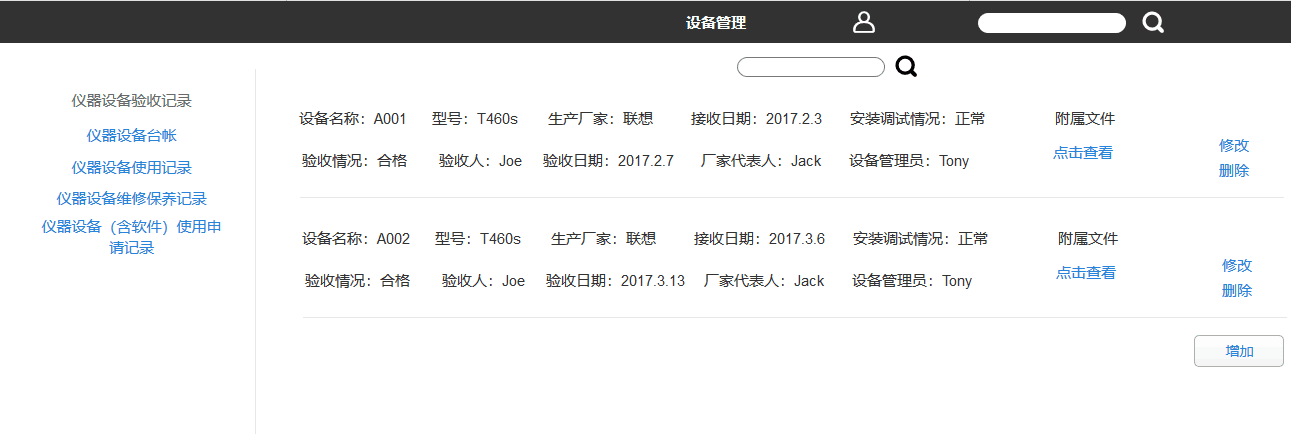 设备管理
仪器设备验收记录
仪器设备台帐
仪器设备使用记录
仪器设备维修保养记录
仪器设备（含软件）使用申
请记录
设备名称：A001 型号：T460s 生产厂家：联想 接收日期：2017.2.3 安装调试情况：正常 附属文件
验收情况：合格 验收人：Joe 验收日期：2017.2.7 厂家代表人：Jack 设备管理员：Tony 点击查看
修改
删除
设备名称：A002 型号：T460s 生产厂家：联想 接收日期：2017.3.6 安装调试情况：正常 附属文件
验收情况：合格 验收人：Joe 验收日期：2017.3.13 厂家代表人：Jack 设备管理员：Tony 点击查看
修改
删除
增加